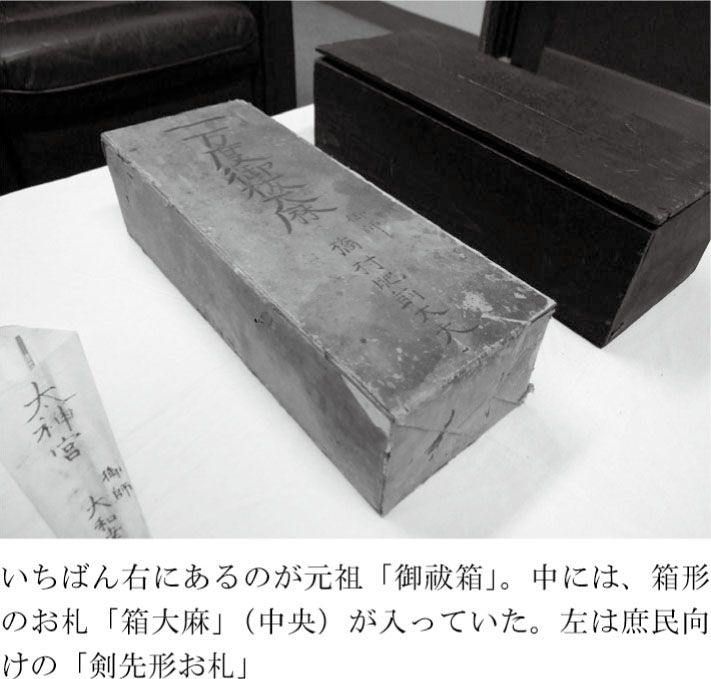 一万度御祓大麻
御師
橋村肥前大夫
太神宮
御師
大和
いちばん右にあるのが元祖「御祓箱」。中には、箱形
のお札「箱大麻」（中央）が入っていた。左は庶民向
けの「剣先形お札」